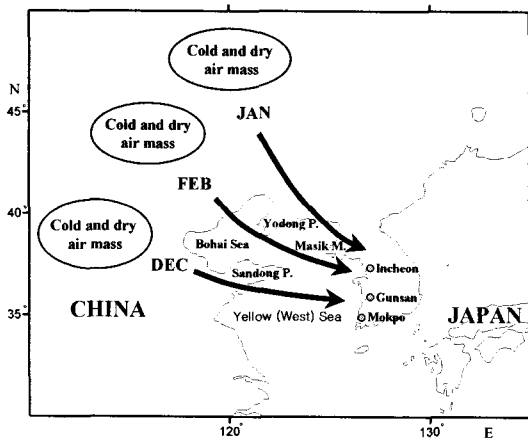 Cold and dry
air mass
N
45
JAN
Cold and dry
air mass
FEB
40
Yodong P.
Cold and dry
air mass
Bohai Sea
Masik M.
DEC
Sandong P.
Incheon
CHINA
Gunsan
JAPAN
Yellow (West) Sea
Mokpo
35
120
130
E